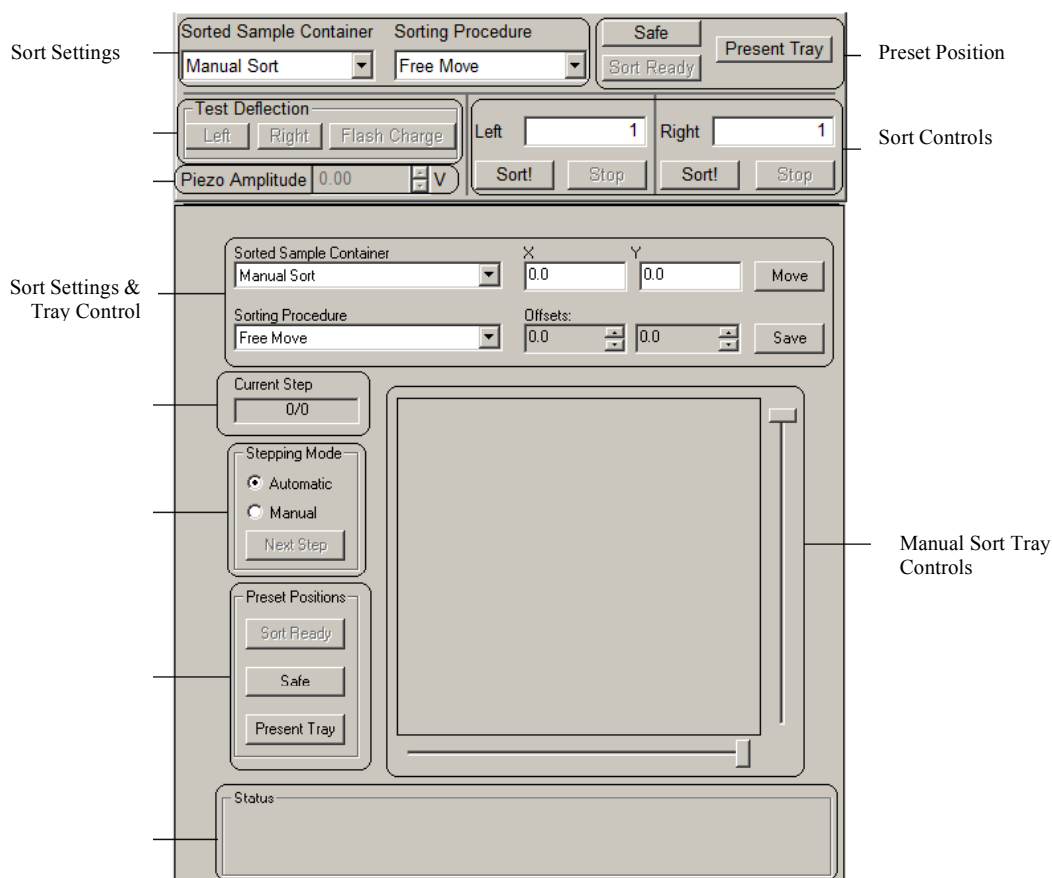 Sort Settings
Sorted Sample Container Sorting Procedure
Manual Sort Free Move
Safe
Sort Ready
Present Tray
Preset Position
Test Deflection
Left Right Flash Charge
Piezo Amplitude 0.00 V
Left 1 Right 1
Sort! Stop Sort! Stop
Sort Controls
Sort Settings &
Tray Control
Sorted Sample Container X Y
Manual Sort 0.0 0.0 Move
Sorting Procedure Offsets:
Free Move 0.0 0.0 Save
Current Step
0/0
Stepping Mode
Automatic
Manual
Next Step
Preset Positions
Sort Ready
Safe
Present Tray
Manual Sort Tray
Controls
Status